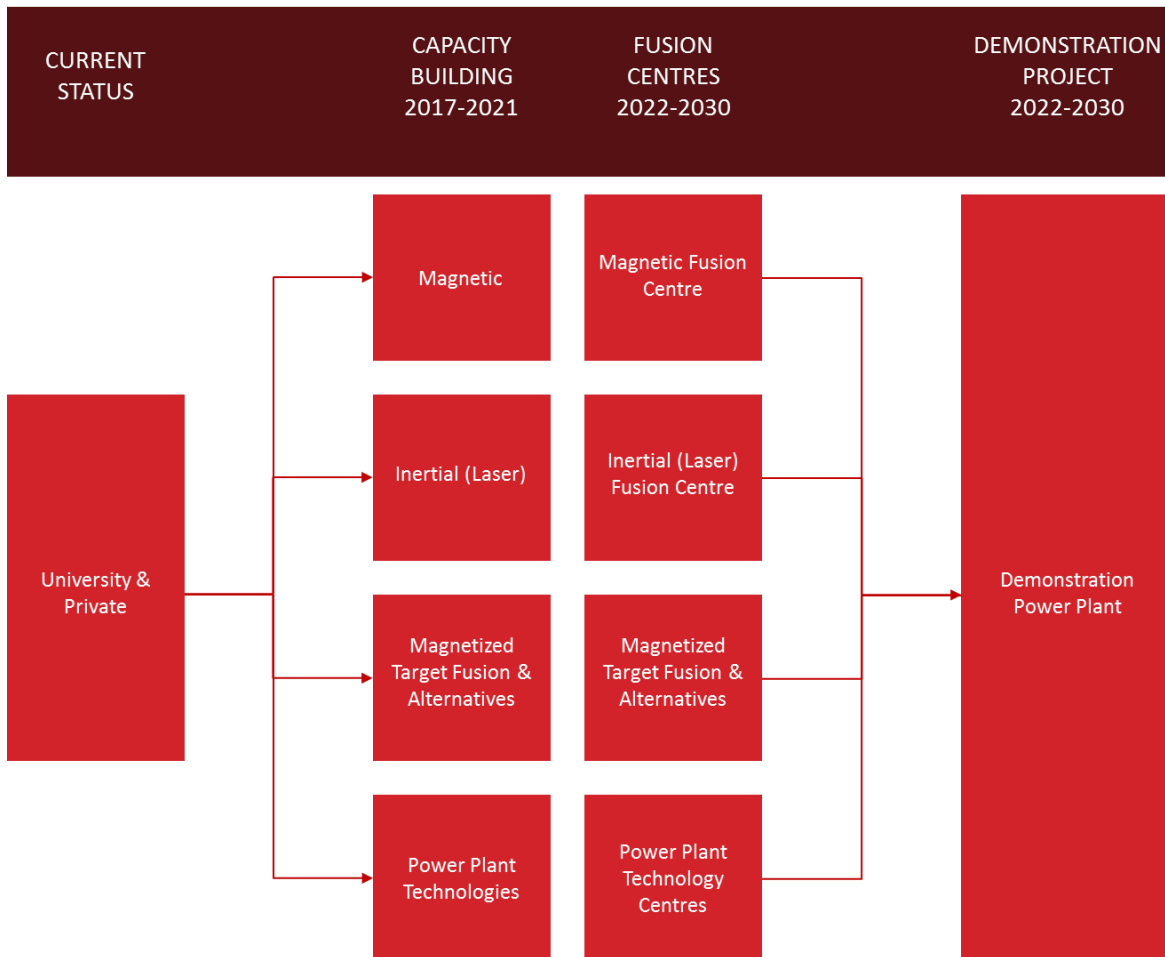 CURRENT
STATUS
CAPACITY
BUILDING
2017-2021
FUSION
CENTRES
2022-2030
DEMONSTRATION
PROJECT
2022-2030
University &
Private
Magnetic
Inertial (Laser)
Magnetized
Target Fusion &
Alternatives
Power Plant
Technologies
Magnetic Fusion
Centre
Inertial (Laser)
Fusion Centre
Magnetized
Target Fusion &
Alternatives
Power Plant
Technology
Centres
Demonstration
Power Plant